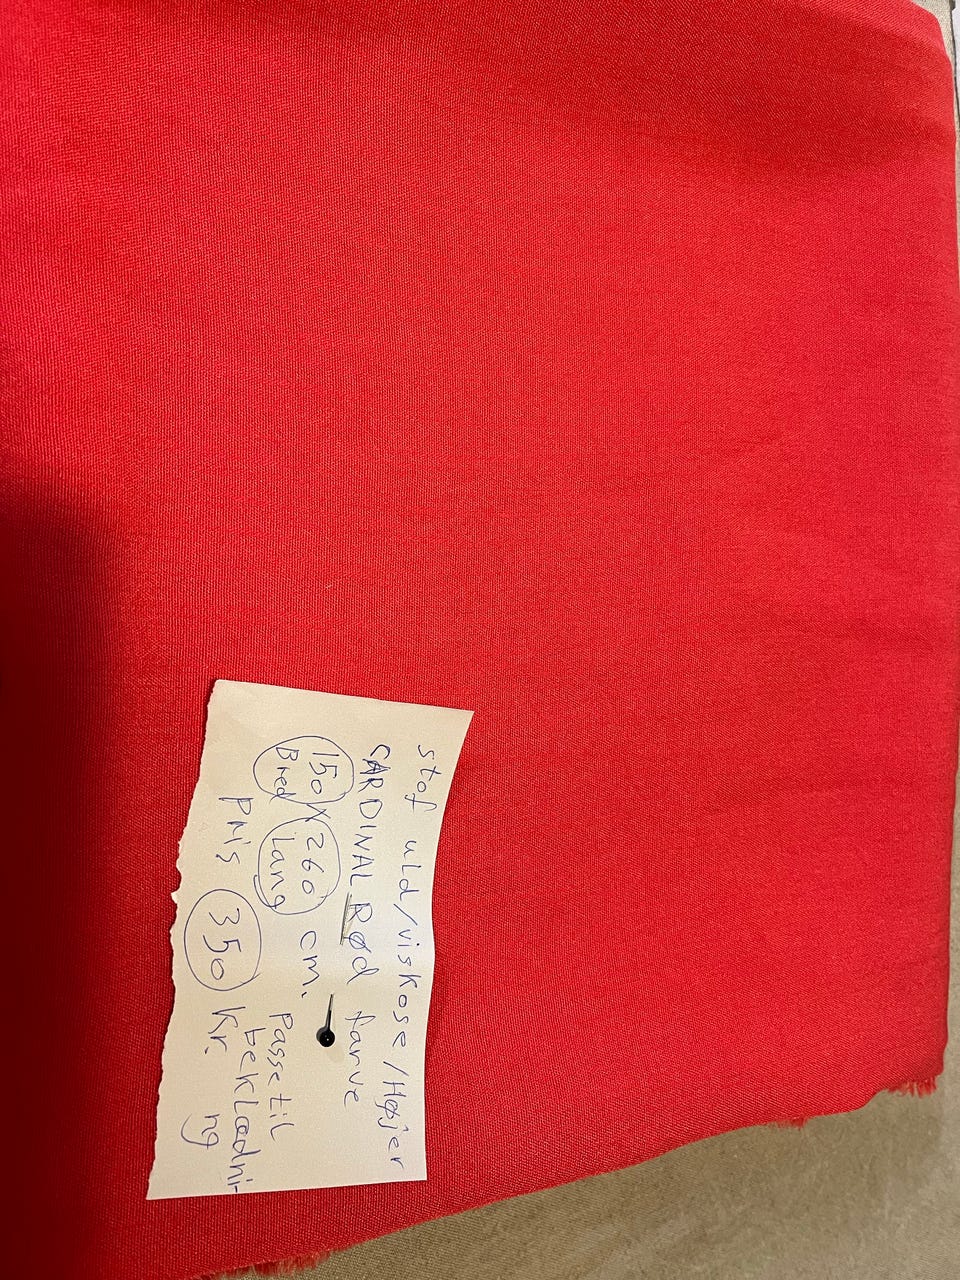 stof uld/viskose/Højer
CARDINAL Rød farve
150 x 260 cm.
Bred lang
Passe til
beklædni-
ng
pris 350 kr.